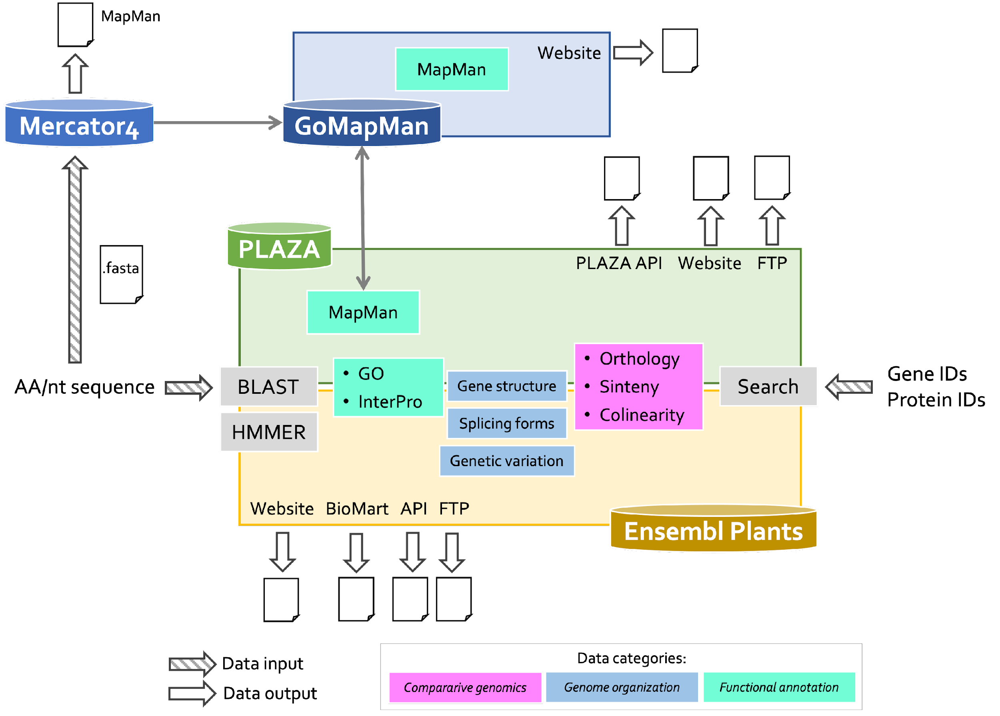 MapMan
Website
MapMan
Mercator4
GoMapMan
PLAZA
PLAZA API
Website
FTP
.fasta
MapMan
• Orthology
• Sinteny
• Colinearity
• GO
• InterPro
Gene structure
Splicing forms
Genetic variation
AA/nt sequence
BLAST
HMMER
Search
Gene IDs
Protein IDs
Website
BioMart
API
FTP
Ensembl Plants
Data input
Data output
Data categories:
Compararive genomics
Genome organization
Functional annotation